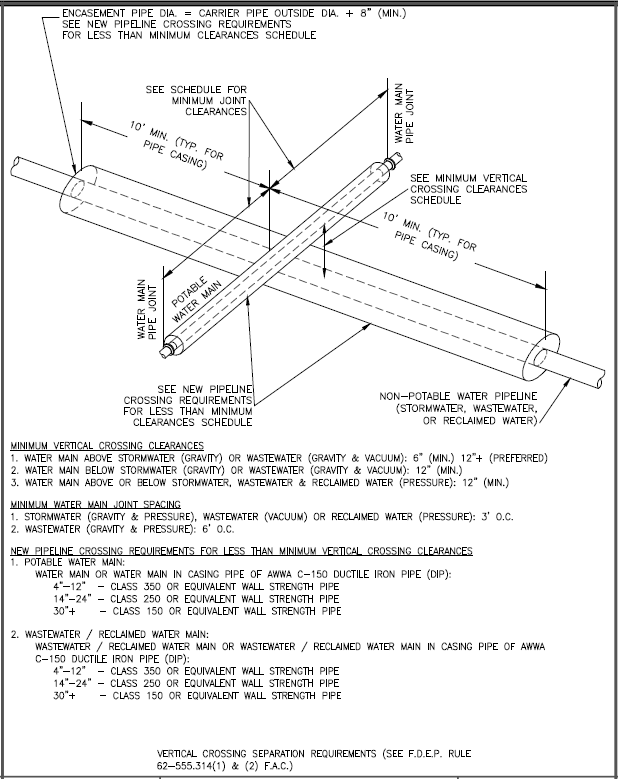 ENCASEMENT PIPE DIA. = CARRIER PIPE OUTSIDE DIA. + 8" (MIN.)
SEE NEW PIPELINE CROSSING REQUIREMENTS
FOR LESS THAN MINIMUM CLEARANCES SCHEDULE
SEE SCHEDULE FOR
MINIMUM JOINT
CLEARANCES
WATER MAIN
PIPE JOINT
10' MIN. (TYP. FOR
PIPE CASING)
SEE MINIMUM VERTICAL
CROSSING CLEARANCES
SCHEDULE
10' MIN. (TYP. FOR
PIPE CASING)
WATER MAIN
PIPE JOINT
POTABLE
WATER MAIN
SEE NEW PIPELINE
CROSSING REQUIREMENTS
FOR LESS THAN MINIMUM
CLEARANCES SCHEDULE
NON-POTABLE WATER PIPELINE
(STORMWATER, WASTEWATER,
OR RECLAIMED WATER)
MINIMUM VERTICAL CROSSING CLEARANCES
1. WATER MAIN ABOVE STORMWATER (GRAVITY) OR WASTEWATER (GRAVITY & VACUUM): 6" (MIN.) 12"+ (PREFERRED)
2. WATER MAIN BELOW STORMWATER (GRAVITY) OR WASTEWATER (GRAVITY & VACUUM): 12" (MIN.)
3. WATER MAIN ABOVE OR BELOW STORMWATER, WASTEWATER & RECLAIMED WATER (PRESSURE): 12" (MIN.)
MINIMUM WATER MAIN JOINT SPACING
1. STORMWATER (GRAVITY & PRESSURE), WASTEWATER (VACUUM) OR RECLAIMED WATER (PRESSURE): 3' O.C.
2. WASTEWATER (GRAVITY & PRESSURE): 6' O.C.
NEW PIPELINE CROSSING REQUIREMENTS FOR LESS THAN MINIMUM VERTICAL CROSSING CLEARANCES
1. POTABLE WATER MAIN:
WATER MAIN OR WATER MAIN IN CASING PIPE OF AWWA C-150 DUCTILE IRON PIPE (DIP):
4"-12" - CLASS 350 OR EQUIVALENT WALL STRENGTH PIPE
14"-24" - CLASS 250 OR EQUIVALENT WALL STRENGTH PIPE
30"+ - CLASS 150 OR EQUIVALENT WALL STRENGTH PIPE
2. WASTEWATER / RECLAIMED WATER MAIN:
WASTEWATER / RECLAIMED WATER MAIN OR WASTEWATER / RECLAIMED WATER MAIN IN CASING PIPE OF AWWA
C-150 DUCTILE IRON PIPE (DIP):
4"-12" - CLASS 350 OR EQUIVALENT WALL STRENGTH PIPE
14"-24" - CLASS 250 OR EQUIVALENT WALL STRENGTH PIPE
30"+ - CLASS 150 OR EQUIVALENT WALL STRENGTH PIPE
VERTICAL CROSSING SEPARATION REQUIREMENTS (SEE F.D.E.P. RULE
62-555.314(1) & (2) F.A.C.)